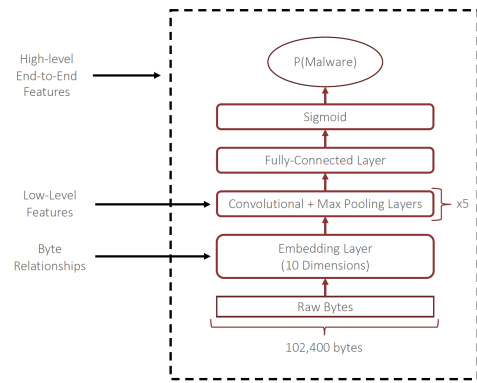 High-level
End-to-End
Features
P(Malware)
Sigmoid
Fully-Connected Layer
Low-Level
Features
Convolutional + Max Pooling Layers
x5
Byte
Relationships
Embedding Layer
(10 Dimensions)
Raw Bytes
102,400 bytes